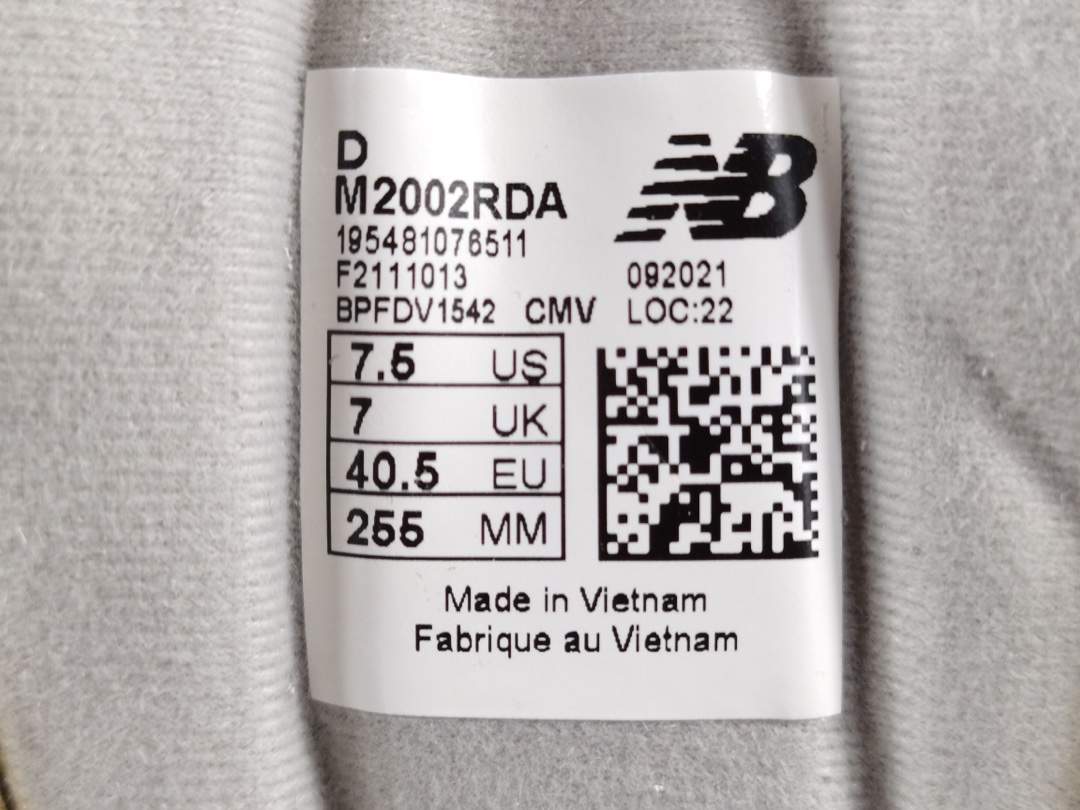 D
M2002RDA
NB
195481076511
F2111013
092021
BPFDV1542 CMV
LOC:22
7.5 US
7 UK
40.5 EU
255 MM
Made in Vietnam
Fabrique au Vietnam